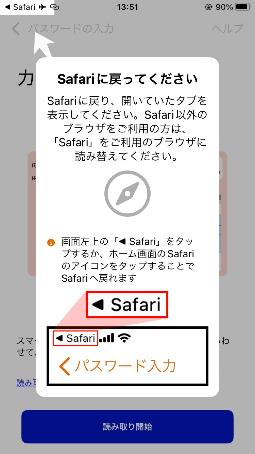 ◀ Safari
13:51
90%
パスワードの入力
ヘルプ
カ
Safariに戻ってください
Safariに戻り、開いていたタブを
表示してください。Safari以外の
ブラウザをご利用の方は、
「Safari」をご利用のブラウザに
読み替えてください。
画面左上の「◀ Safari」をタッ
プするか、ホーム画面のSafari
のアイコンをタップすることで
Safariへ戻れます
◀ Safari
◀ Safari
パスワード入力
スマ
わ
せて、
読み取
読み取り開始